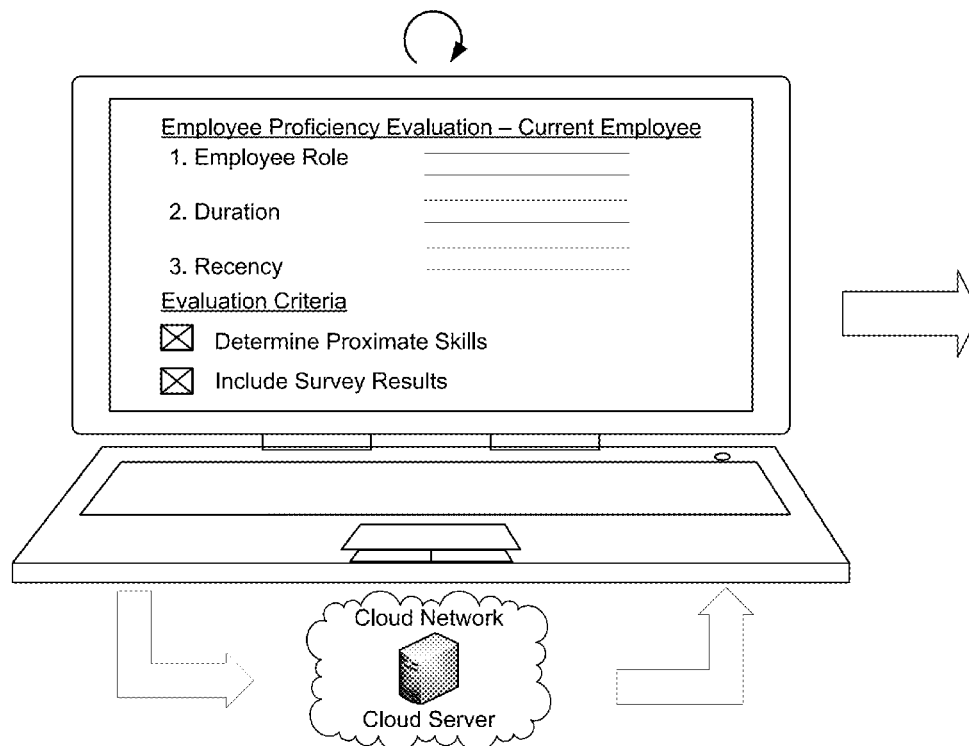 Employee Proficiency Evaluation – Current Employee
1. Employee Role
2. Duration
3. Recency
Evaluation Criteria
Determine Proximate Skills
Include Survey Results
Cloud Network
Cloud Server